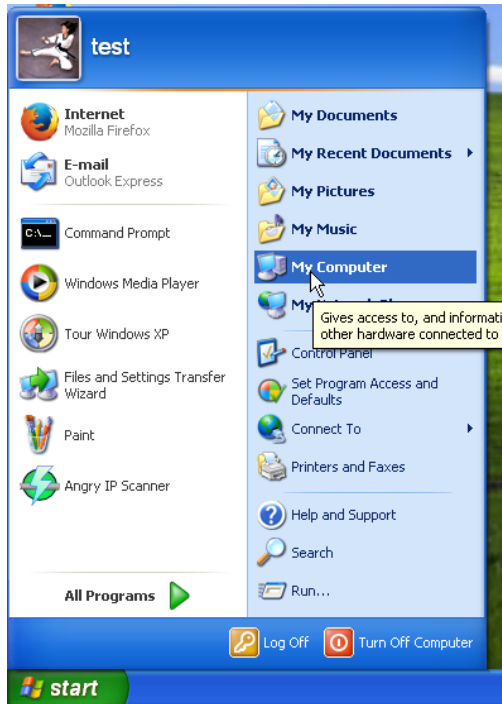 test
Internet
Mozilla Firefox
E-mail
Outlook Express
C:\_
Command Prompt
Windows Media Player
Tour Windows XP
Files and Settings Transfer
Wizard
Paint
Angry IP Scanner
All Programs
My Documents
My Recent Documents
My Pictures
My Music
My Computer
My
Gives access to, and informati
other hardware connected to
Control Panel
Set Program Access and
Defaults
Connect To
Printers and Faxes
Help and Support
Search
Run...
Log Off
Turn Off Computer
start